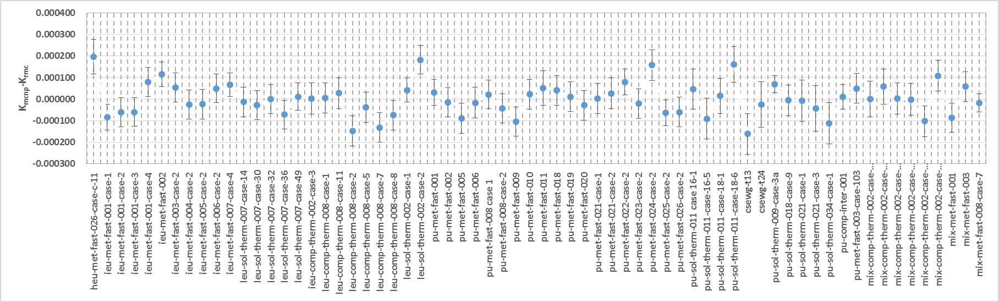 0.000400
0.000300
0.000200
0.000100
0.000000
-0.000100
-0.000200
-0.000300
Kmcnp-Krmc
heu-met-fast-026-case-c-11
ieu-met-fast-001-case-1
ieu-met-fast-001-case-2
ieu-met-fast-001-case-3
ieu-met-fast-001-case-4
ieu-met-fast-002
ieu-met-fast-003-case-2
ieu-met-fast-004-case-2
ieu-met-fast-005-case-2
ieu-met-fast-006-case-2
ieu-met-fast-007-case-4
leu-sol-therm-007-case-14
leu-sol-therm-007-case-30
leu-sol-therm-007-case-32
leu-sol-therm-007-case-36
leu-sol-therm-007-case-49
ieu-comp-therm-002-case-3
leu-comp-therm-008-case-1
leu-comp-therm-008-case-11
leu-comp-therm-008-case-2
leu-comp-therm-008-case-5
leu-comp-therm-008-case-7
leu-comp-therm-008-case-8
leu-sol-therm-002-case-1
leu-sol-therm-002-case-2
pu-met-fast-001
pu-met-fast-002
pu-met-fast-005
pu-met-fast-006
pu-met-fast-008 case 1
pu-met-fast-008-case-2
pu-met-fast-009
pu-met-fast-010
pu-met-fast-011
pu-met-fast-018
pu-met-fast-019
pu-met-fast-020
pu-met-fast-021-case-1
pu-met-fast-021-case-2
pu-met-fast-022-case-2
pu-met-fast-023-case-2
pu-met-fast-024-case-2
pu-met-fast-025-case-2
pu-met-fast-026-case-2
pu-sol-therm-011 case 16-1
pu-sol-therm-011-case-16-5
pu-sol-therm-011-case-18-1
pu-sol-therm-011-case-18-6
csewg-t13
csewg-t24
pu-sol-therm-009-case-3a
pu-sol-therm-018-case-9
pu-sol-therm-021-case-1
pu-sol-therm-021-case-3
pu-sol-therm-034-case-1
pu-comp-inter-001
pu-met-fast-003-case-103
mix-comp-therm-002-case-...
mix-comp-therm-002-case-...
mix-comp-therm-002-case-...
mix-comp-therm-002-case-...
mix-comp-therm-002-case-...
mix-comp-therm-002-case-...
mix-met-fast-001
mix-met-fast-003
mix-met-fast-008-case-7